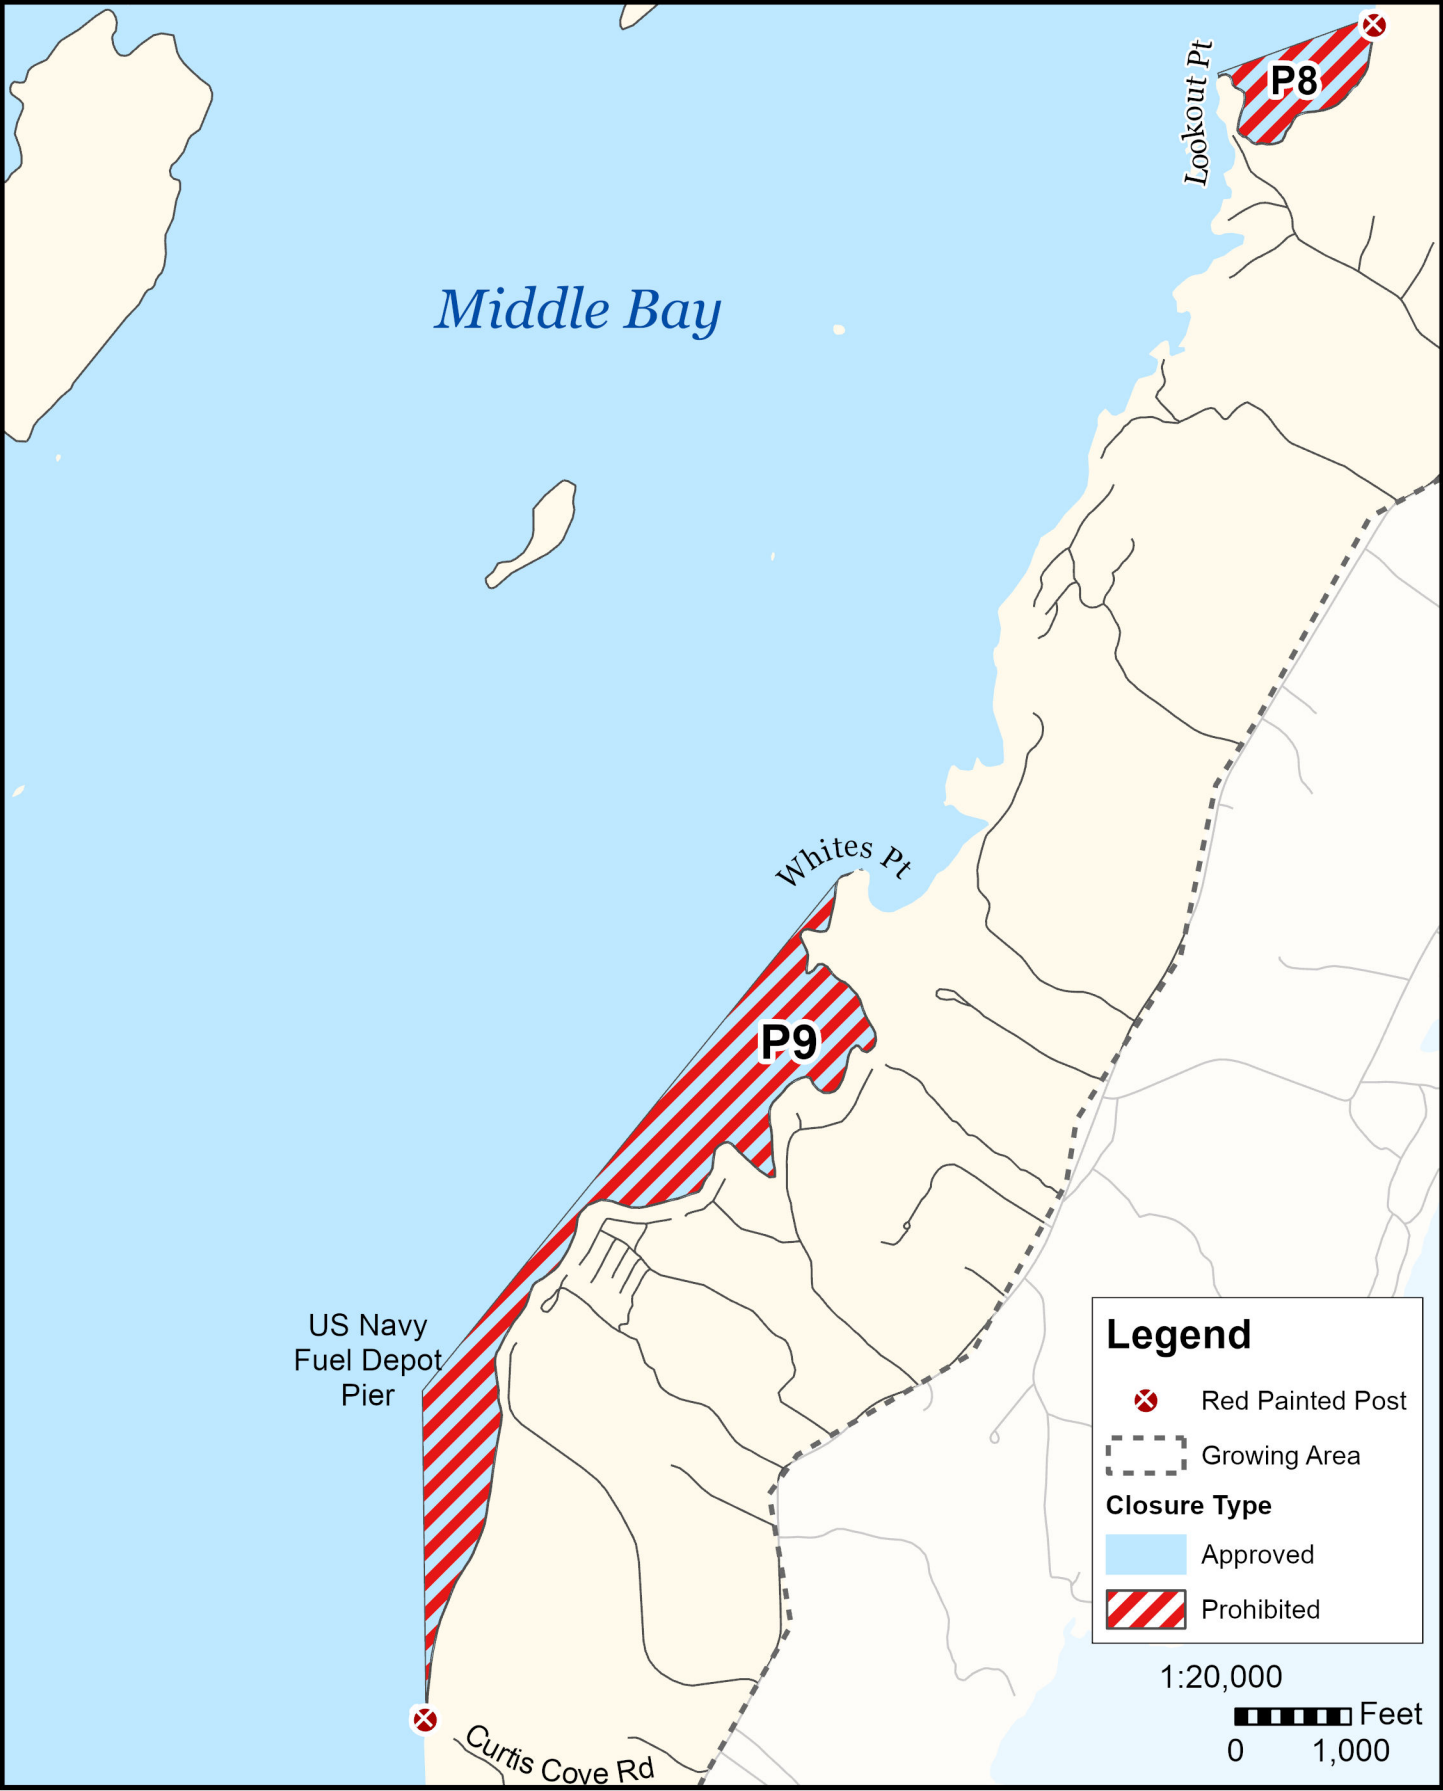 P8
Lookout Pt
Middle Bay
Whites Pt
P9
US Navy
Fuel Depot
Pier
Curtis Cove Rd
Legend
Red Painted Post
Growing Area
Closure Type
Approved
Prohibited
1:20,000
Feet
0 1,000